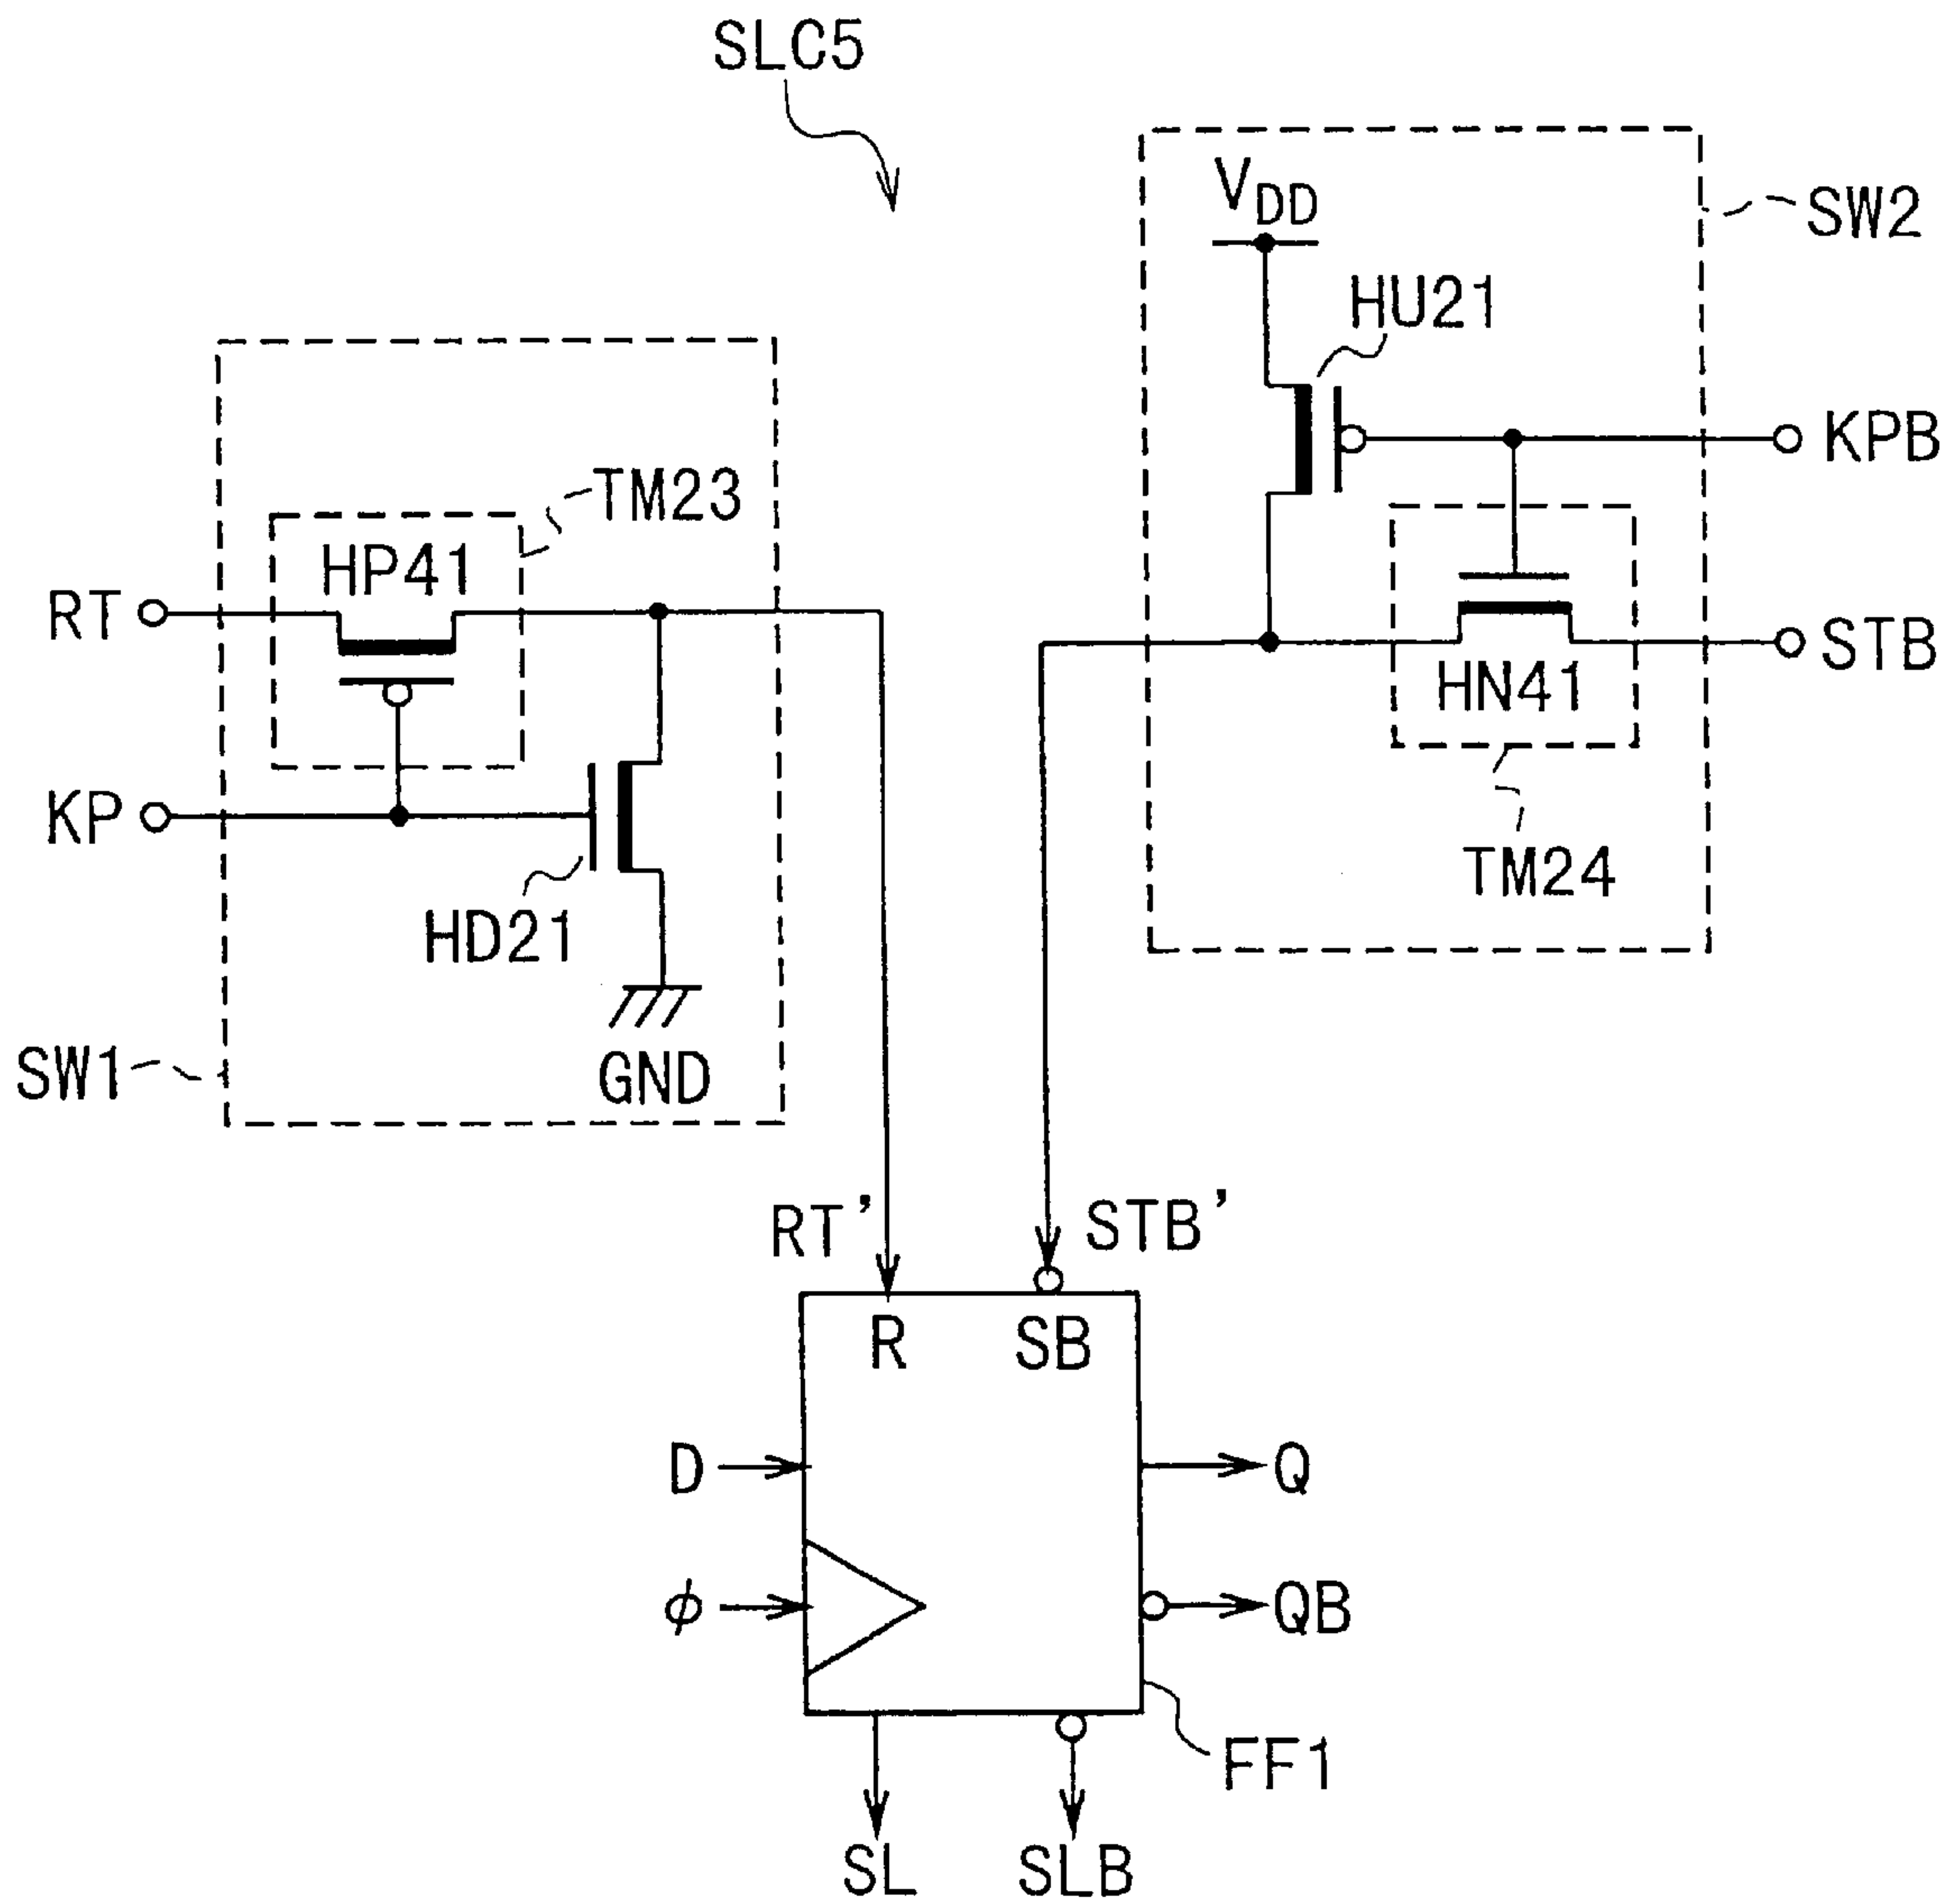 SLC5
VDD
SW2
HU21
KPB
TM23
HP41
RT
STB
HN41
KP
TM24
HD21
SW1
GND
RT'
STB'
R
SB
D
Q
φ
QB
FF1
SL
SLB